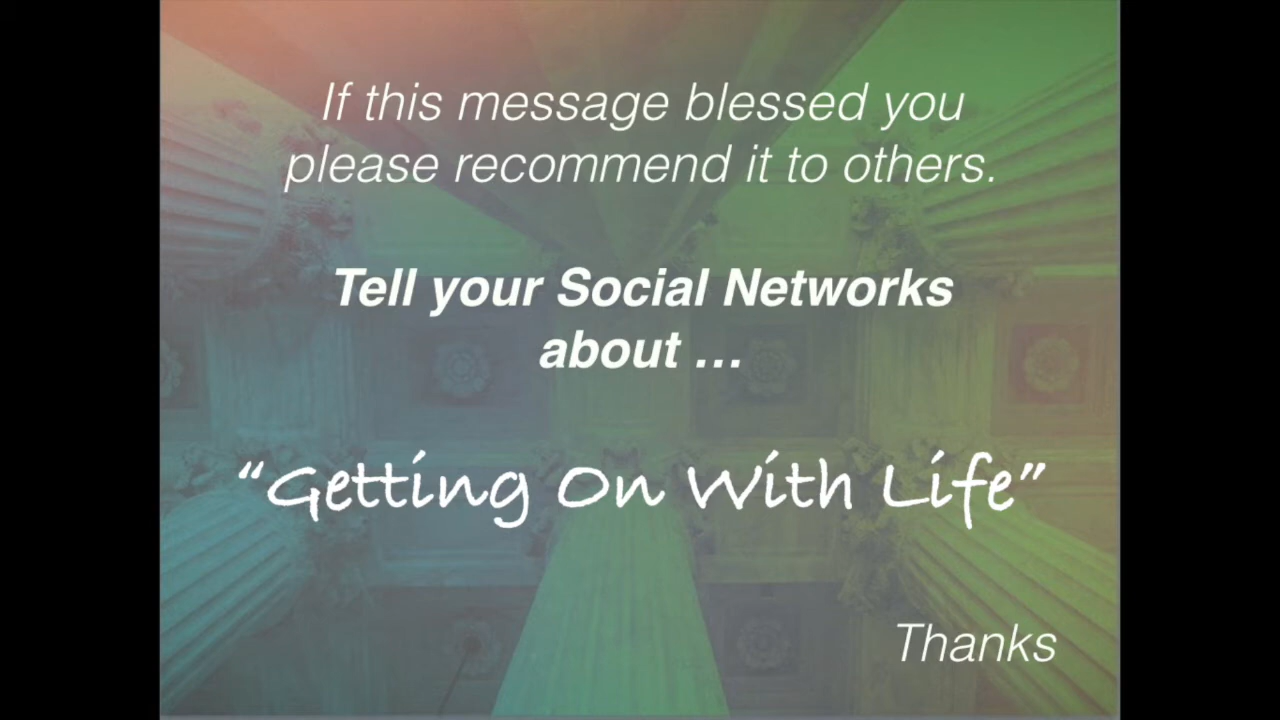 If this message blessed you
please recommend it to others.
Tell your Social Networks
about ...
“Getting On With Life”
Thanks